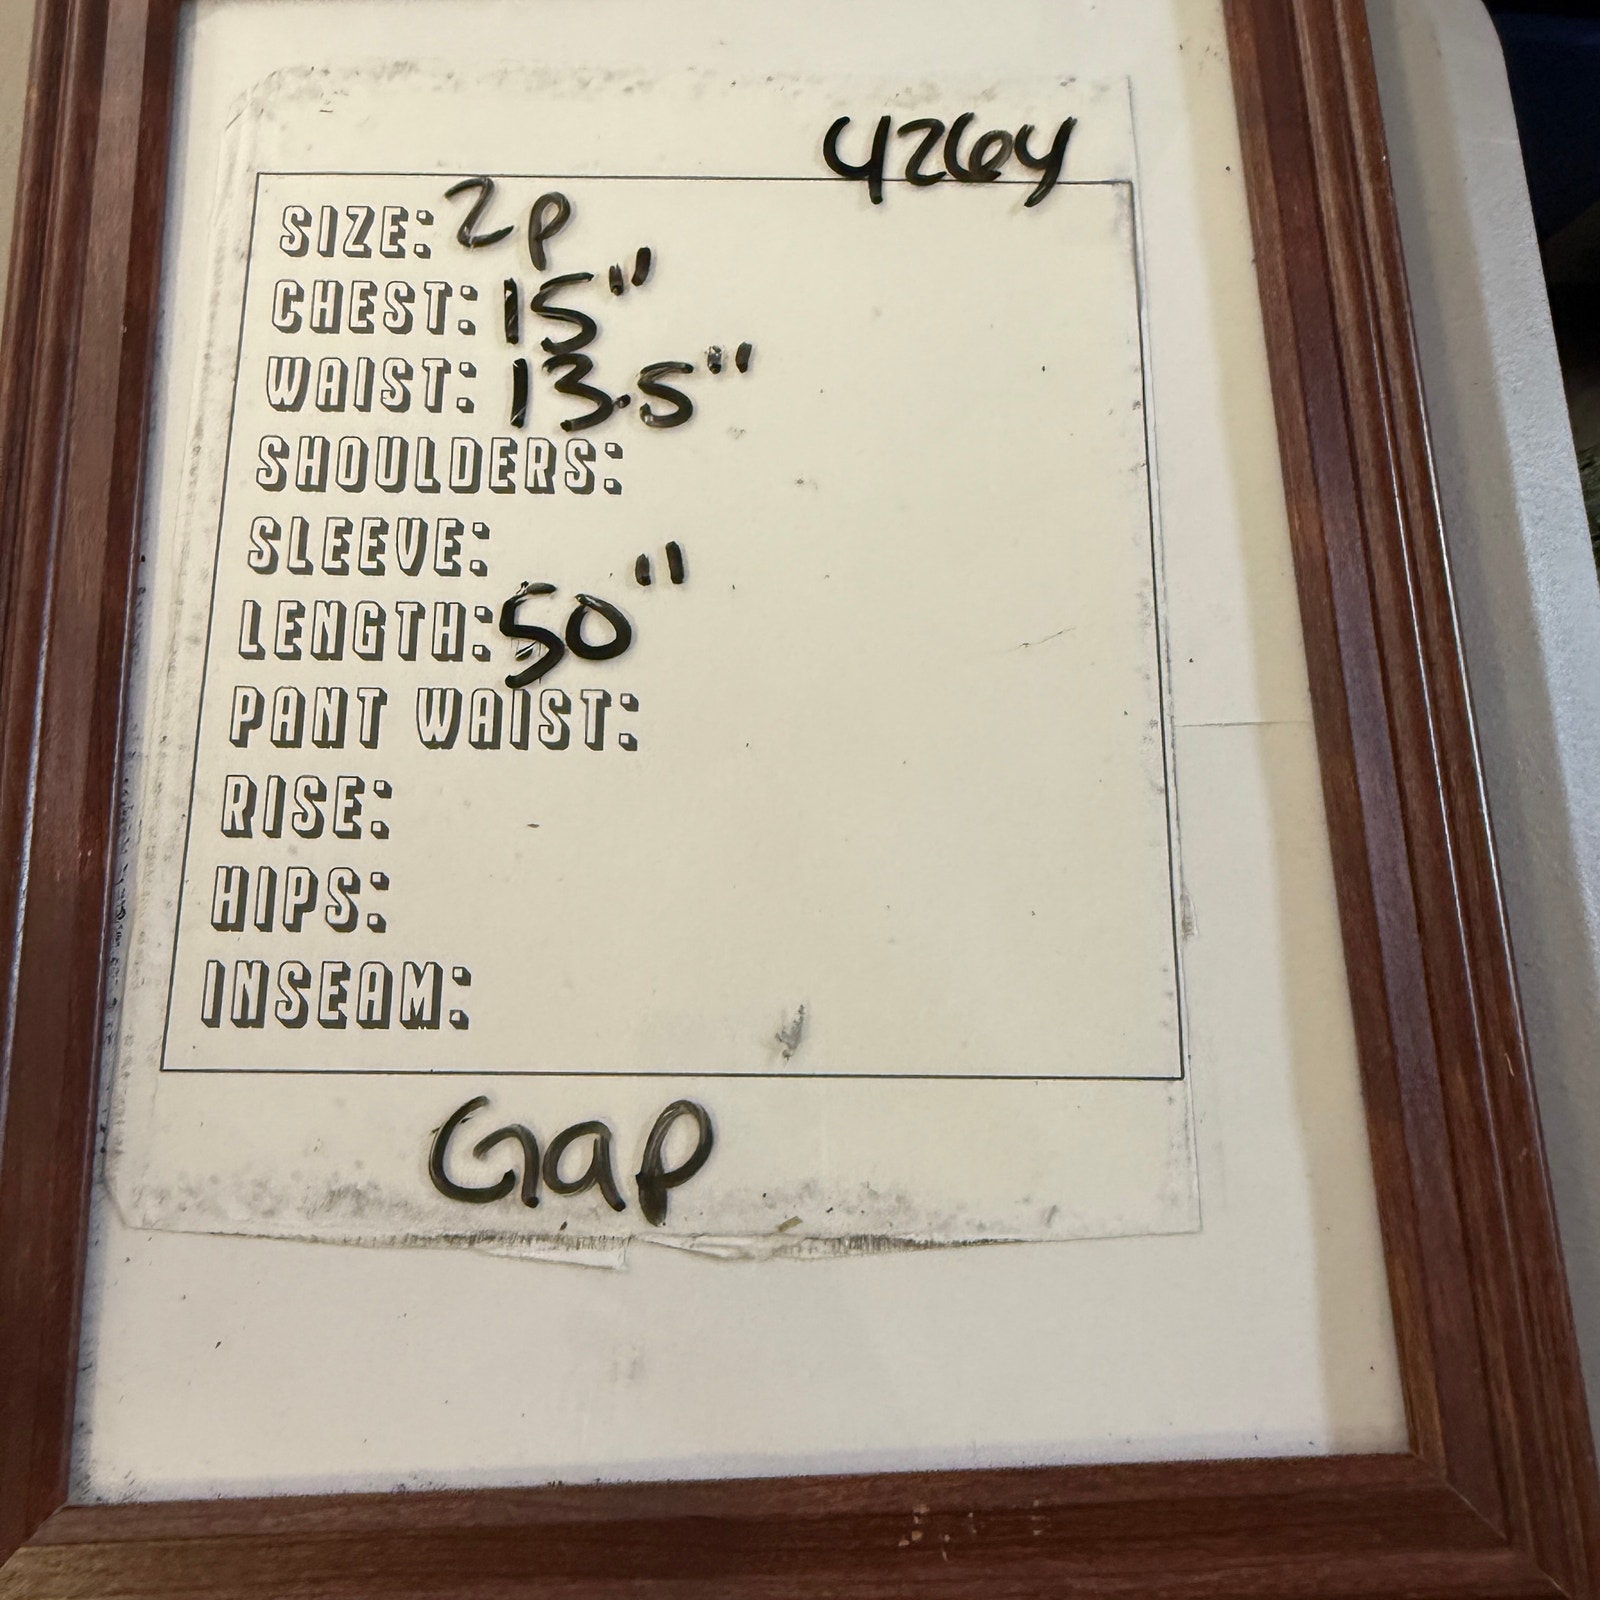 4264
SIZE: 2P
CHEST: 15"
WAIST: 13.5"
SHOULDERS:
SLEEVE:
LENGTH: 50"
PANT WAIST:
RISE:
HIPS:
INSEAM:
Gap